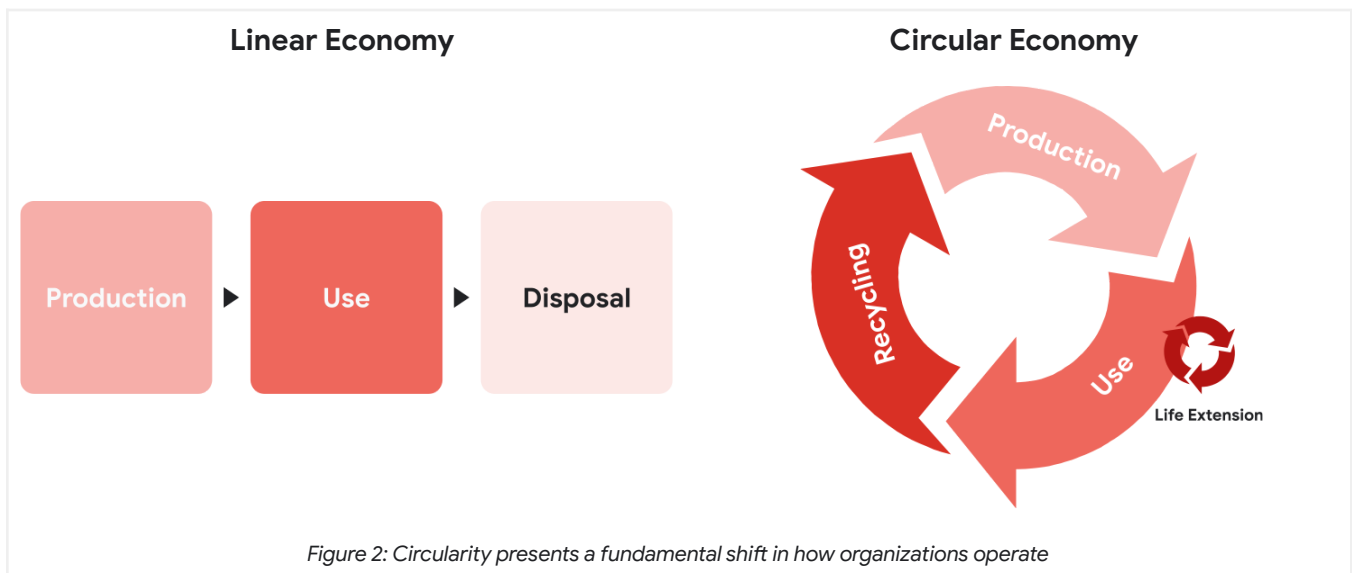 Linear Economy
Circular Economy
Production
Use
Disposal
Production
Use
Recycling
Life Extension
Figure 2: Circularity presents a fundamental shift in how organizations operate